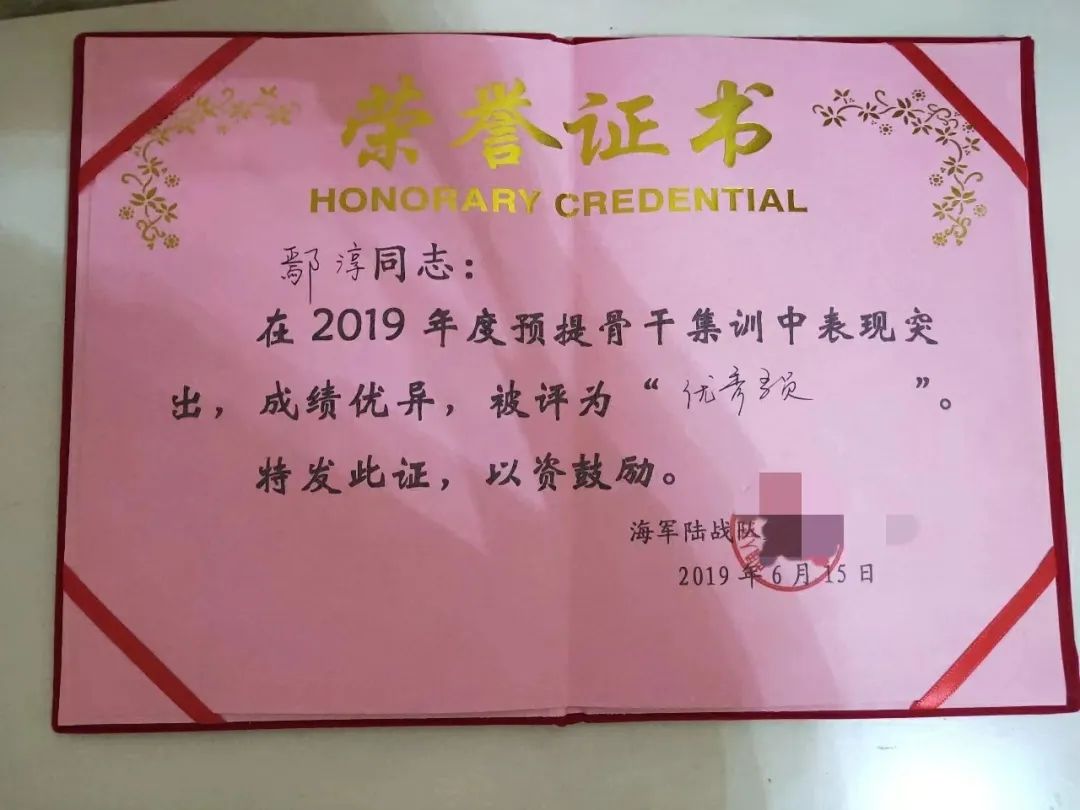 荣誉证书
HONORARY CREDENTIAL
鄢淳同志：
在2019年度预提骨干集训中表现突
出，成绩优异，被评为“优秀 ”。
特发此证，以资鼓励。
海军陆战队
2019年6月15日